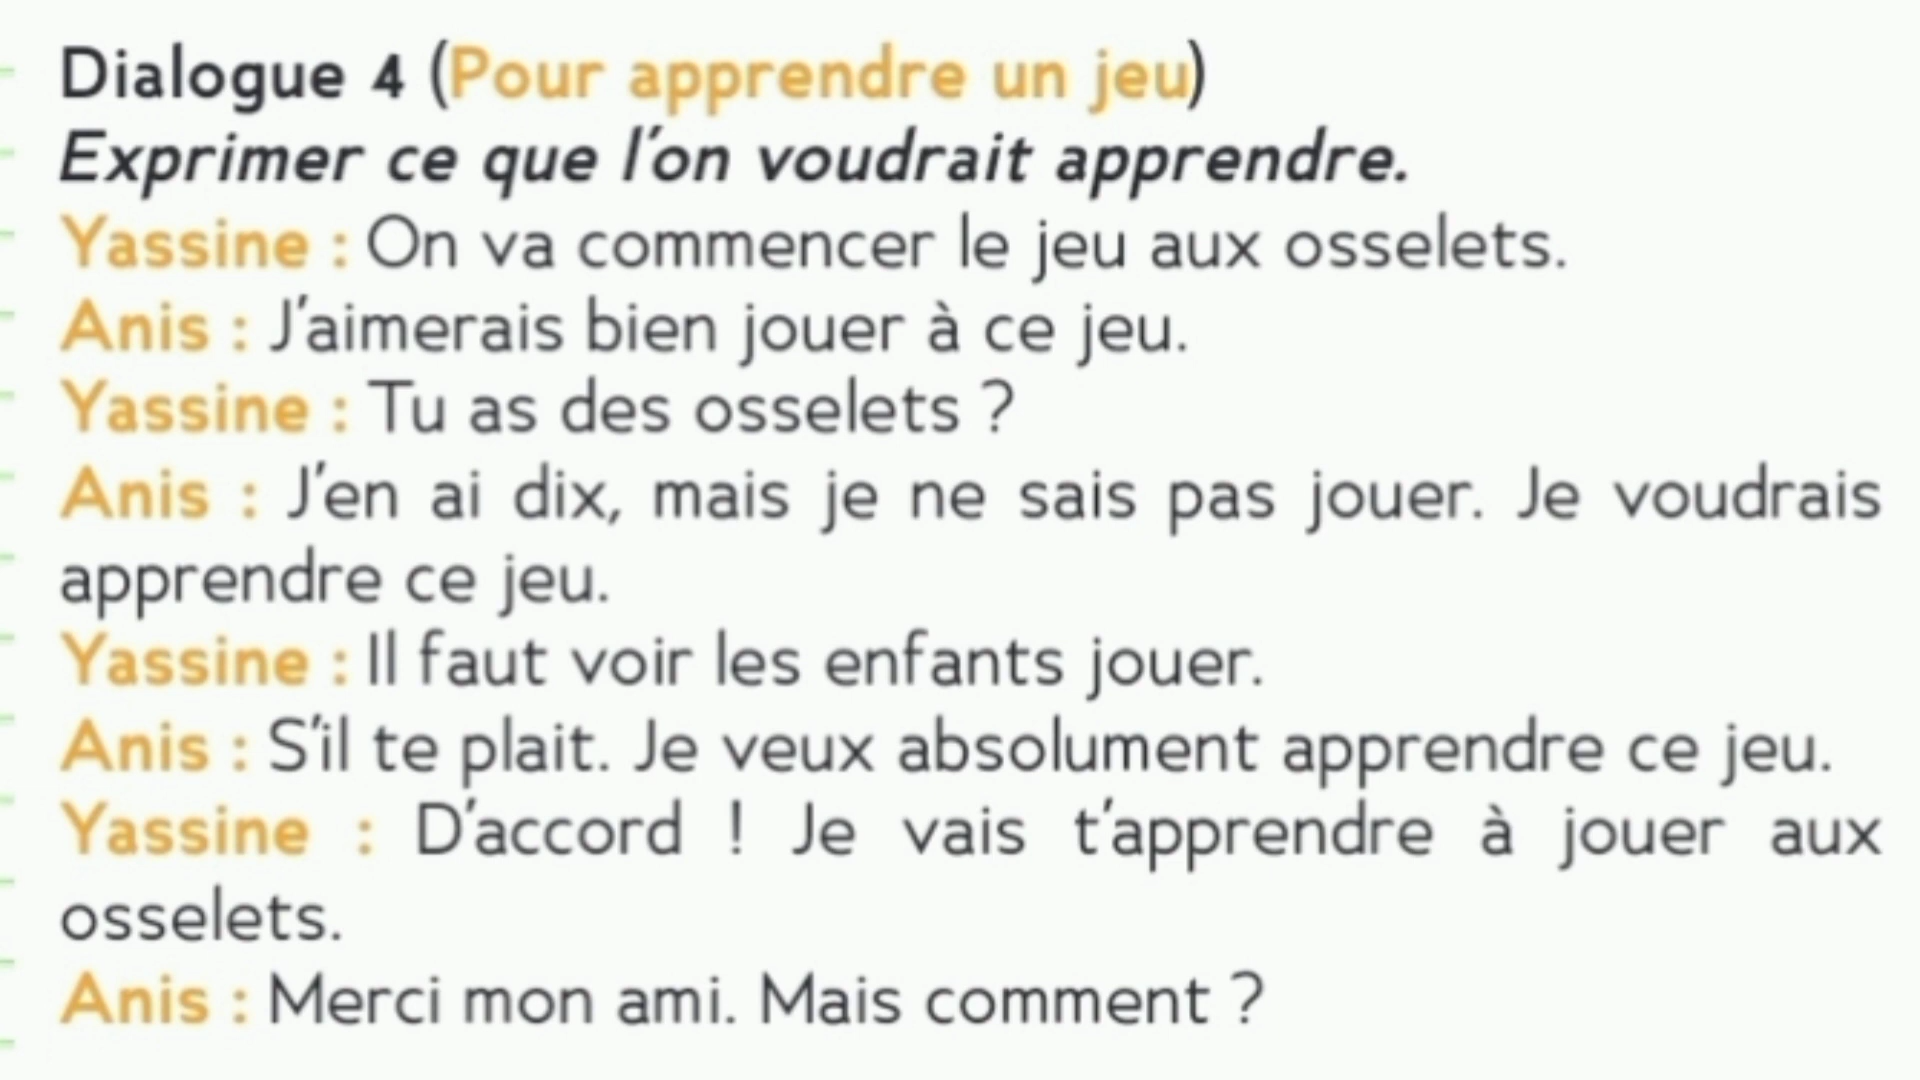 Dialogue 4 (Pour apprendre un jeu)
Exprimer ce que l'on voudrait apprendre.
Yassine : On va commencer le jeu aux osselets.
Anis : J'aimerais bien jouer à ce jeu.
Yassine : Tu as des osselets ?
Anis : J'en ai dix, mais je ne sais pas jouer. Je voudrais
apprendre ce jeu.
Yassine : Il faut voir les enfants jouer.
Anis : S'il te plait. Je veux absolument apprendre ce jeu.
Yassine : D'accord ! Je vais t'apprendre à jouer aux
osselets.
Anis : Merci mon ami. Mais comment ?